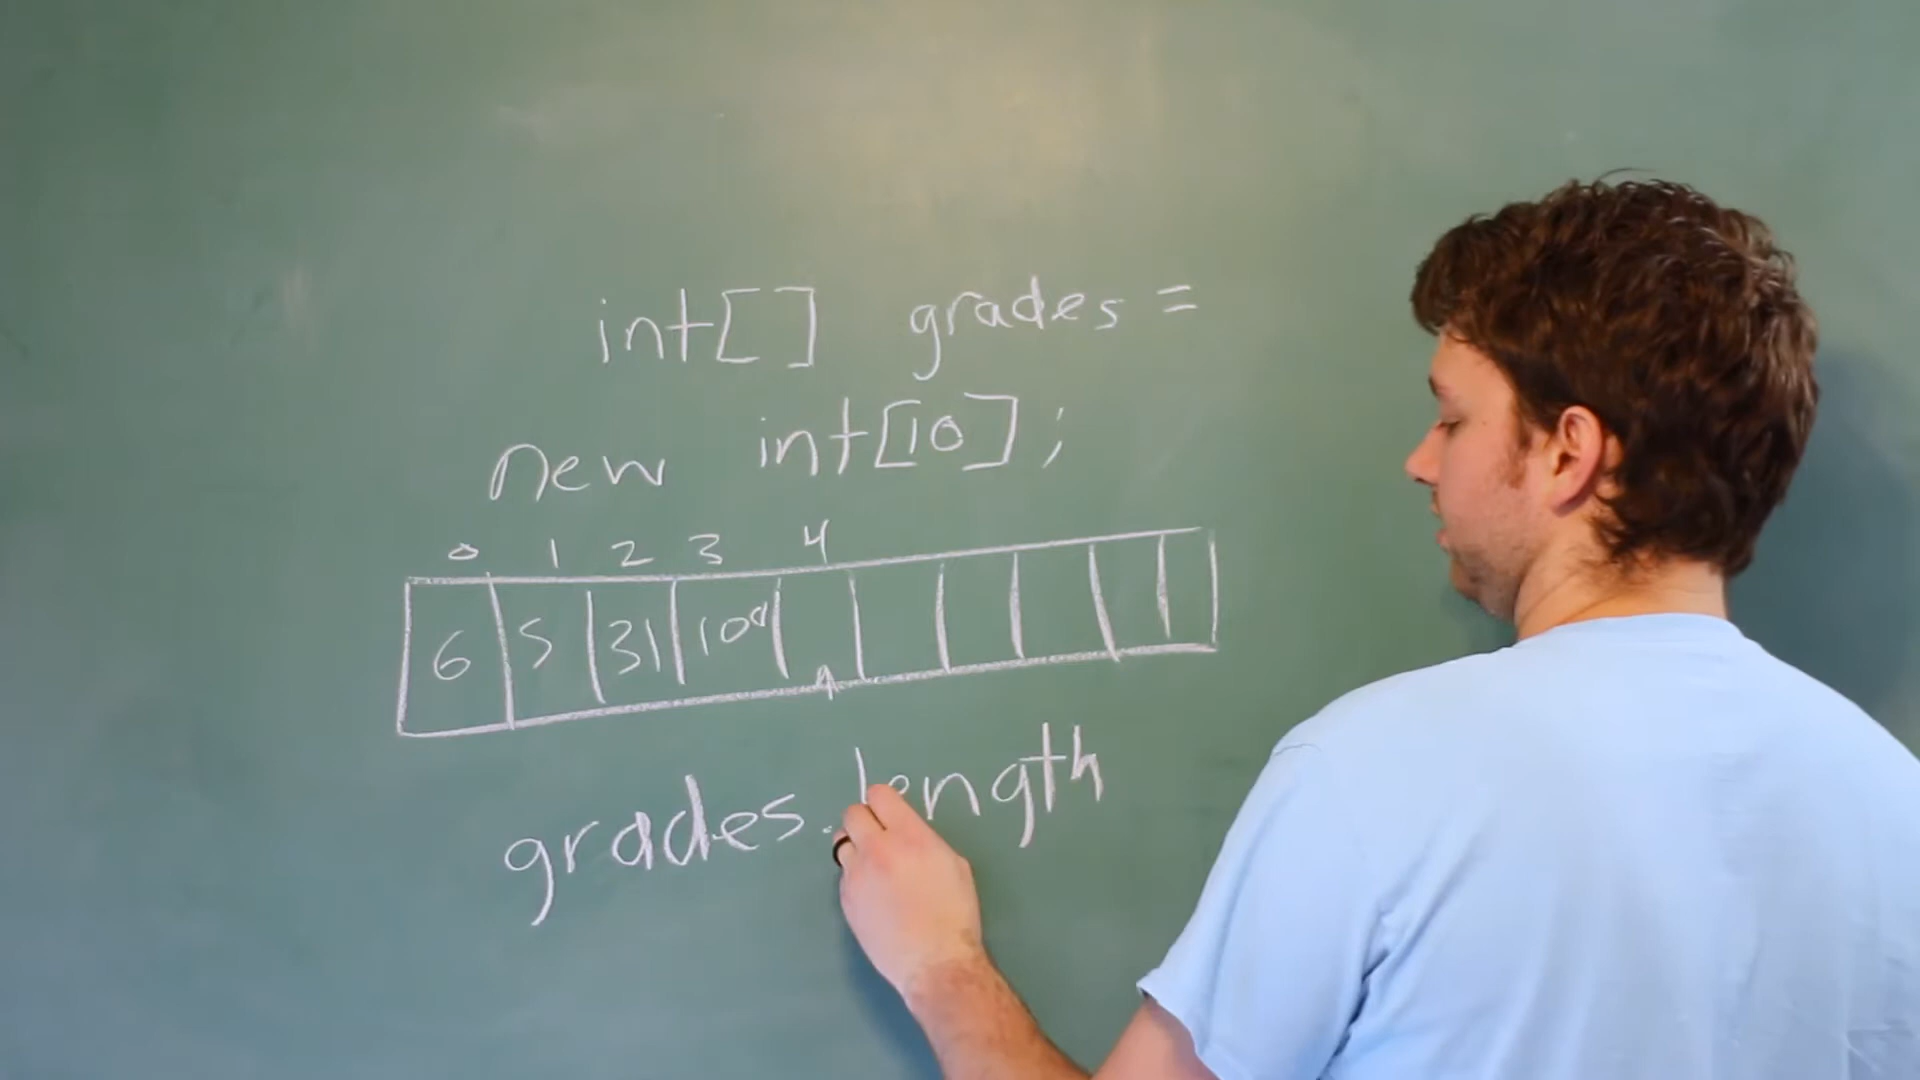 int[] grades =
new int[10];
0 1 2 3 4
6 5 31 100
grades.length